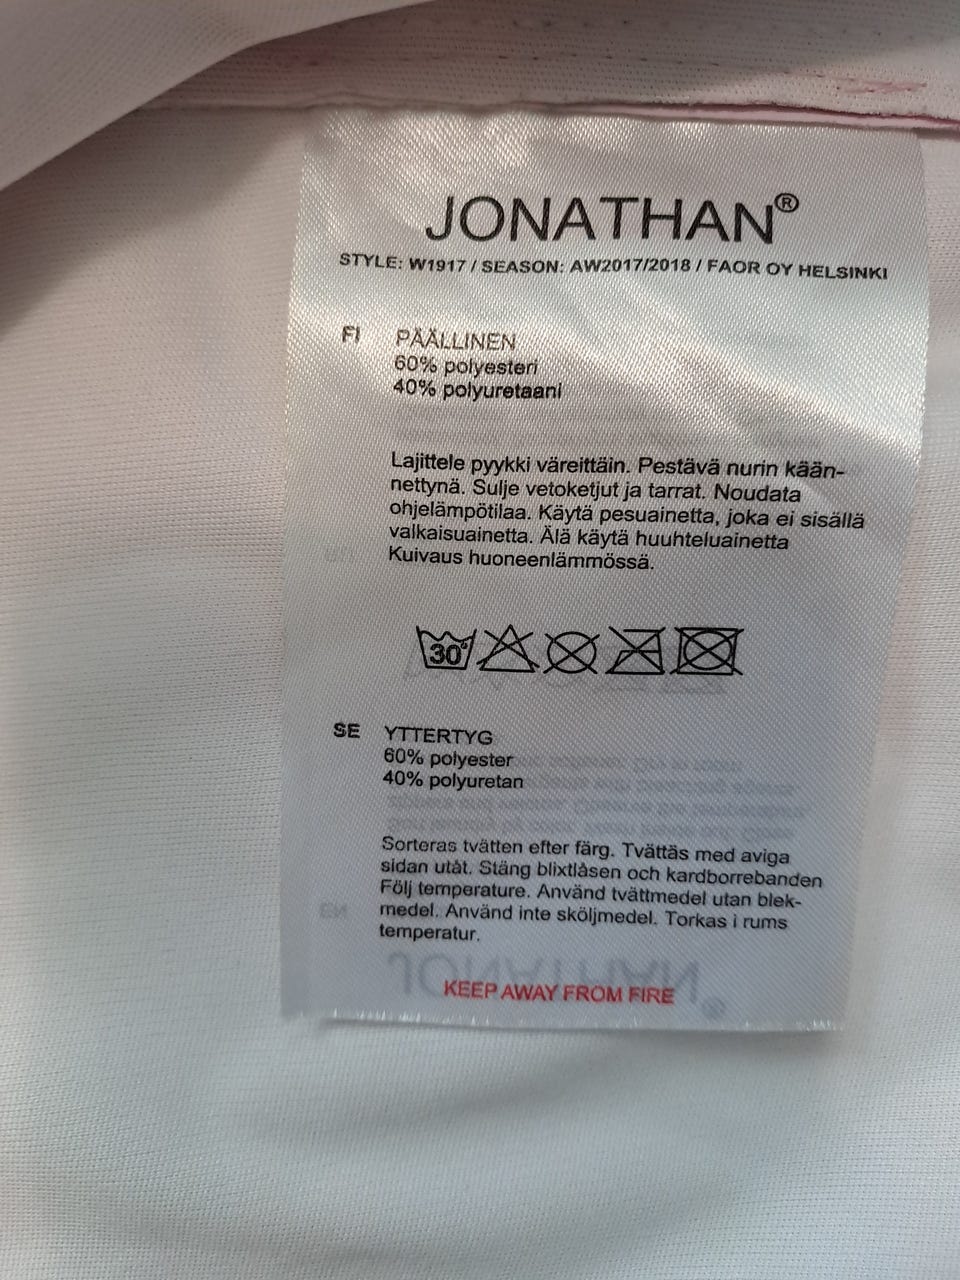 JONATHAN®
STYLE: W1917 / SEASON: AW2017/2018 / FAOR OY HELSINKI
FI PÄÄLLINEN
60% polyesteri
40% polyuretaani
Lajittele pyykki väreittäin. Pestävä nurin kään-
nettynä. Sulje vetoketjut ja tarrat. Noudata
ohjelämpötilaa. Käytä pesuainetta, joka ei sisällä
valkaisuainetta. Älä käytä huuhteluainetta
Kuivaus huoneenlämmössä.
30°
SE YTTERTYG
60% polyester
40% polyuretan
Sorteras tvätten efter färg. Tvättäs med aviga
sidan utåt. Stäng blixtlåsen och kardborrebanden
Följ temperature. Använd tvättmedel utan blek-
medel. Använd inte sköljmedel. Torkas i rums
temperatur.
KEEP AWAY FROM FIRE